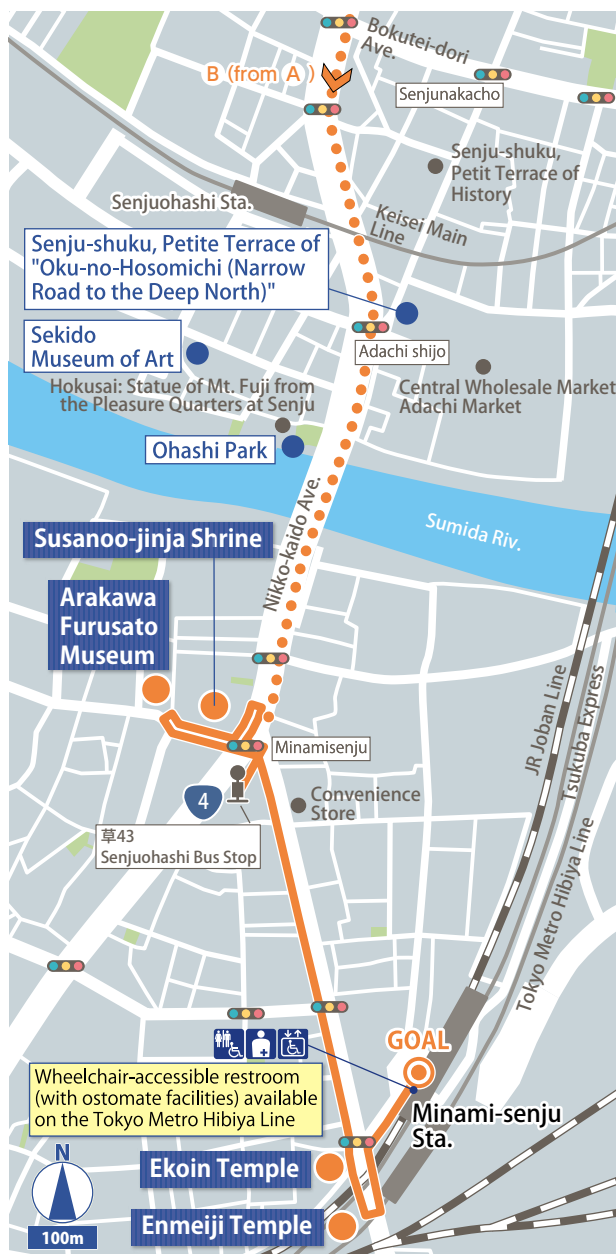 Bokutei-dori
Ave.
B (from A )
Senjunakacho
Senju-shuku,
Petit Terrace of
History
Senjuohashi Sta.
Keisei Main
Line
Senju-shuku, Petite Terrace of
"Oku-no-Hosomichi (Narrow
Road to the Deep North)"
Adachi shijo
Sekido
Museum of Art
Central Wholesale Market
Adachi Market
Hokusai: Statue of Mt. Fuji from
the Pleasure Quarters at Senju
Ohashi Park
Nikko-kaido Ave.
Sumida Riv.
Susanoo-jinja Shrine
Arakawa
Furusato
Museum
JR Joban Line
Tsukuba Express
Tokyo Metro Hibiya Line
Minamisenju
4
Convenience
Store
草43
Senjuohashi Bus Stop
GOAL
Wheelchair-accessible restroom
(with ostomate facilities) available
on the Tokyo Metro Hibiya Line
Minami-senju
Sta.
Ekoin Temple
Enmeiji Temple
N
100m